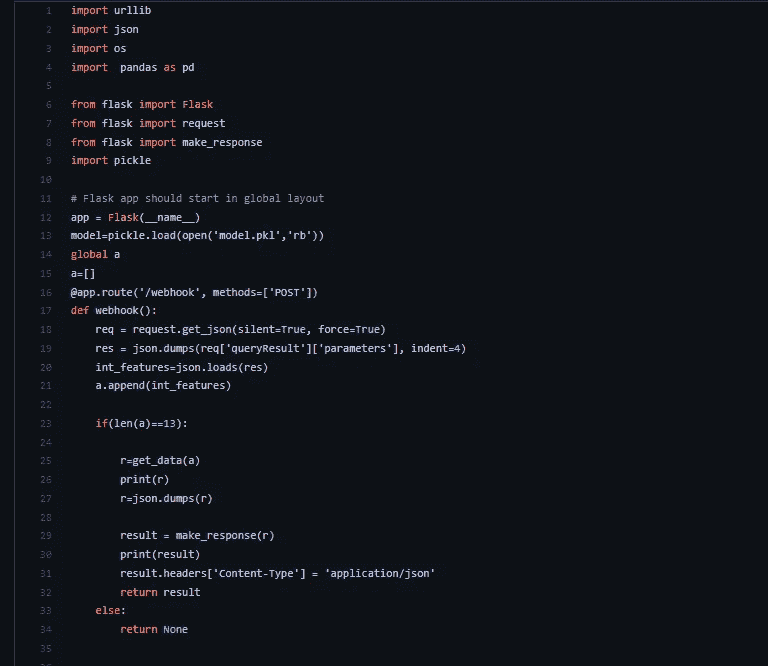 1 import urllib
2 import json
3 import os
4 import  pandas as pd
5
6 from flask import Flask
7 from flask import request
8 from flask import make_response
9 import pickle
10
11 # Flask app should start in global layout
12 app = Flask(__name__)
13 model=pickle.load(open('model.pkl','rb'))
14 global a
15 a=[]
16 @app.route('/webhook', methods=['POST'])
17 def webhook():
18     req = request.get_json(silent=True, force=True)
19     res = json.dumps(req['queryResult']['parameters'], indent=4)
20     int_features=json.loads(res)
21     a.append(int_features)
22
23     if(len(a)==13):
24
25         r=get_data(a)
26         print(r)
27         r=json.dumps(r)
28
29         result = make_response(r)
30         print(result)
31         result.headers['Content-Type'] = 'application/json'
32         return result
33     else:
34         return None
35